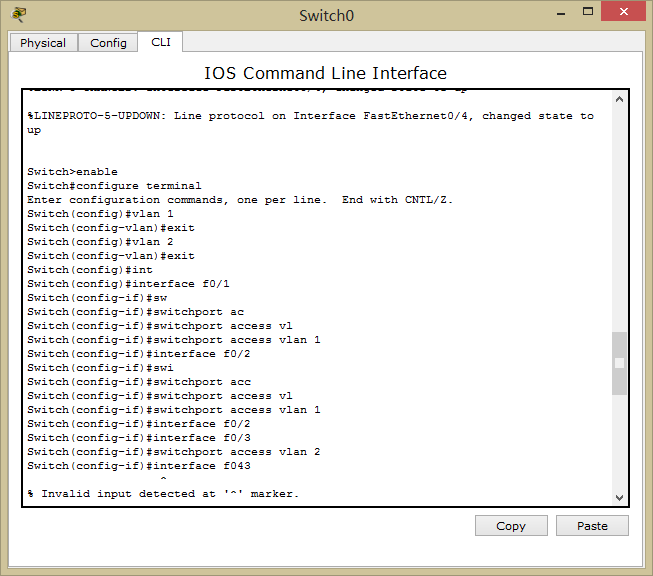 Switch0
Physical
Config
CLI
IOS Command Line Interface
changed state to up
%LINEPROTO-5-UPDOWN: Line protocol on Interface FastEthernet0/4, changed state to
up
Switch>enable
Switch#configure terminal
Enter configuration commands, one per line.  End with CNTL/Z.
Switch(config)#vlan 1
Switch(config-vlan)#exit
Switch(config)#vlan 2
Switch(config-vlan)#exit
Switch(config)#int
Switch(config)#interface f0/1
Switch(config-if)#sw
Switch(config-if)#switchport ac
Switch(config-if)#switchport access vl
Switch(config-if)#switchport access vlan 1
Switch(config-if)#interface f0/2
Switch(config-if)#swi
Switch(config-if)#switchport acc
Switch(config-if)#switchport access vl
Switch(config-if)#switchport access vlan 1
Switch(config-if)#interface f0/2
Switch(config-if)#interface f0/3
Switch(config-if)#switchport access vlan 2
Switch(config-if)#interface f043
^
% Invalid input detected at '^' marker.
Copy
Paste